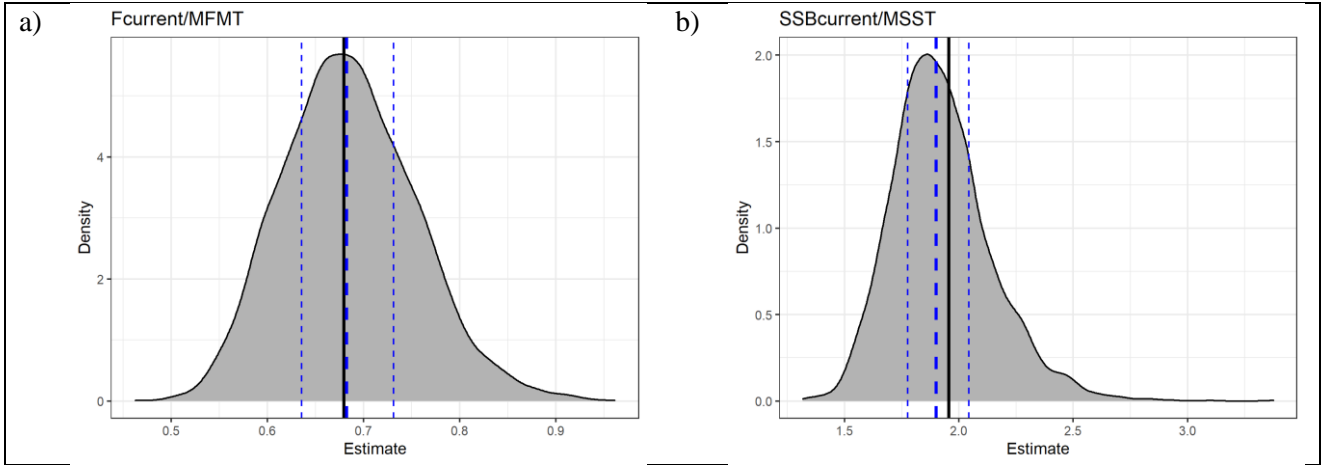 a)
Fcurrent/MFMT
Density
4
2
0
0.5 0.6 0.7 0.8 0.9
Estimate
b)
SSBcurrent/MSST
Density
2.0
1.5
1.0
0.5
0.0
1.5 2.0 2.5 3.0
Estimate